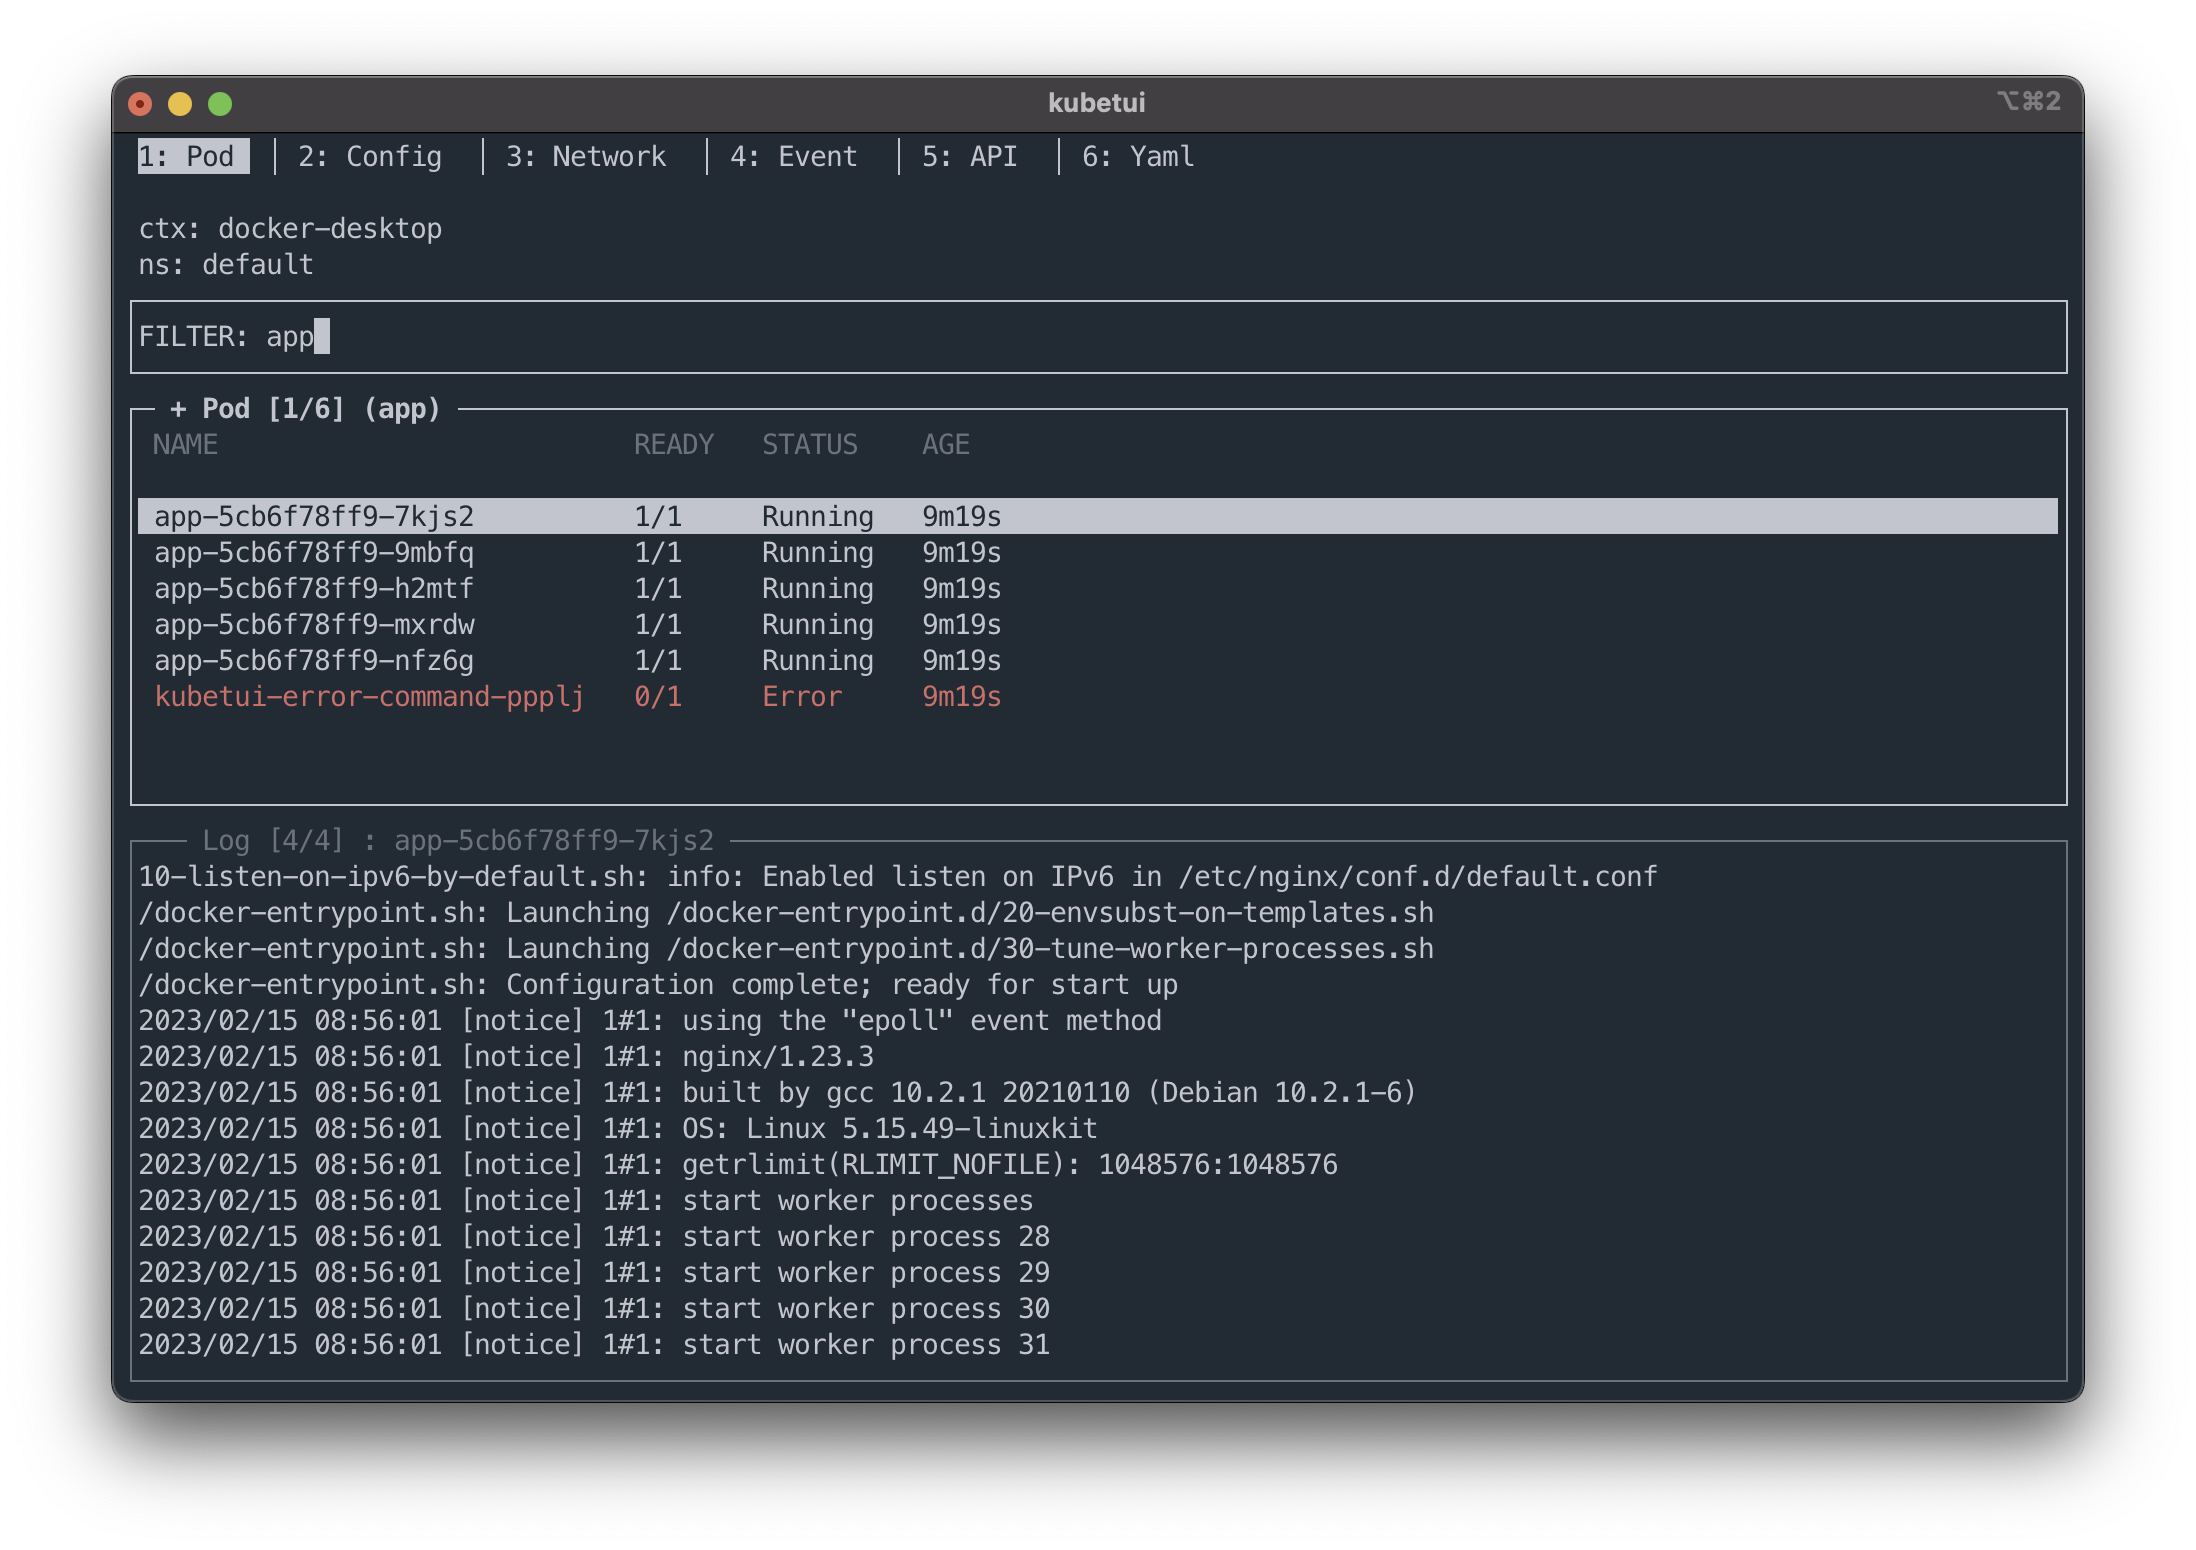 kubetui ⌥⌘2
1: Pod │ 2: Config │ 3: Network │ 4: Event │ 5: API │ 6: Yaml
ctx: docker-desktop
ns: default
FILTER: app
+ Pod [1/6] (app)
NAME READY STATUS AGE
app-5cb6f78ff9-7kjs2 1/1 Running 9m19s
app-5cb6f78ff9-9mbfq 1/1 Running 9m19s
app-5cb6f78ff9-h2mtf 1/1 Running 9m19s
app-5cb6f78ff9-mxrdw 1/1 Running 9m19s
app-5cb6f78ff9-nfz6g 1/1 Running 9m19s
kubetui-error-command-ppplj 0/1 Error 9m19s
Log [4/4] : app-5cb6f78ff9-7kjs2
10-listen-on-ipv6-by-default.sh: info: Enabled listen on IPv6 in /etc/nginx/conf.d/default.conf
/docker-entrypoint.sh: Launching /docker-entrypoint.d/20-envsubst-on-templates.sh
/docker-entrypoint.sh: Launching /docker-entrypoint.d/30-tune-worker-processes.sh
/docker-entrypoint.sh: Configuration complete; ready for start up
2023/02/15 08:56:01 [notice] 1#1: using the "epoll" event method
2023/02/15 08:56:01 [notice] 1#1: nginx/1.23.3
2023/02/15 08:56:01 [notice] 1#1: built by gcc 10.2.1 20210110 (Debian 10.2.1-6)
2023/02/15 08:56:01 [notice] 1#1: OS: Linux 5.15.49-linuxkit
2023/02/15 08:56:01 [notice] 1#1: getrlimit(RLIMIT_NOFILE): 1048576:1048576
2023/02/15 08:56:01 [notice] 1#1: start worker processes
2023/02/15 08:56:01 [notice] 1#1: start worker process 28
2023/02/15 08:56:01 [notice] 1#1: start worker process 29
2023/02/15 08:56:01 [notice] 1#1: start worker process 30
2023/02/15 08:56:01 [notice] 1#1: start worker process 31